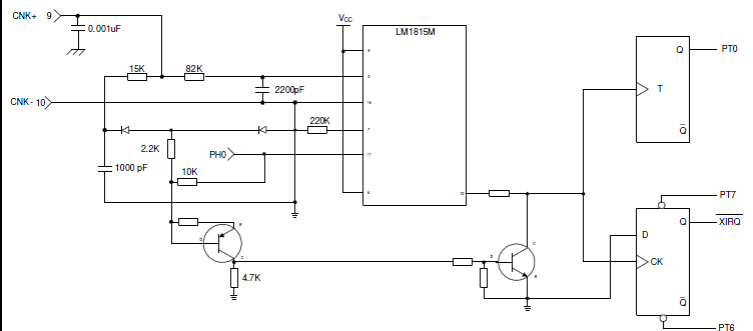 CNK+ 9
0.001uF
VCC
LM1815M
15K
82K
2200pF
CNK- 10
220K
2.2K
PH0
1000 pF
10K
4.7K
b
e
c
b
c
e
Q
PT0
T
Q
PT7
Q
XIRQ
D
CK
Q
PT6